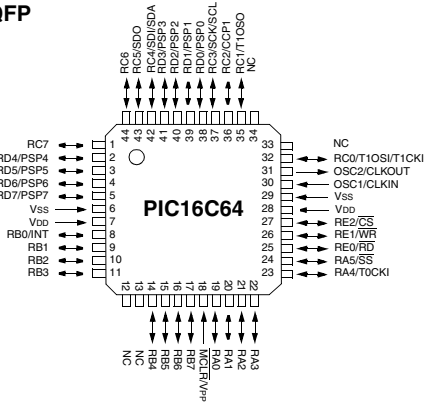 QFP
RC6
RC5/SDO
RC4/SDI/SDA
RD3/PSP3
RD2/PSP2
RD1/PSP1
RD0/PSP0
RC3/SCK/SCL
RC2/CCP1
RC1/T1OSO
NC
44 43 42 41 40 39 38 37 36 35 34
RC7 1
RD4/PSP4 2
RD5/PSP5 3
RD6/PSP6 4
RD7/PSP7 5
VSS 6
VDD 7
RB0/INT 8
RB1 9
RB2 10
RB3 11
PIC16C64
33 NC
32 RC0/T1OSI/T1CKI
31 OSC2/CLKOUT
30 OSC1/CLKIN
29 VSS
28 VDD
27 RE2/CS
26 RE1/WR
25 RE0/RD
24 RA5/SS
23 RA4/T0CKI
12 13 14 15 16 17 18 19 20 21 22
NC
NC
RB4
RB5
RB6
RB7
MCLR/VPP
RA0
RA1
RA2
RA3